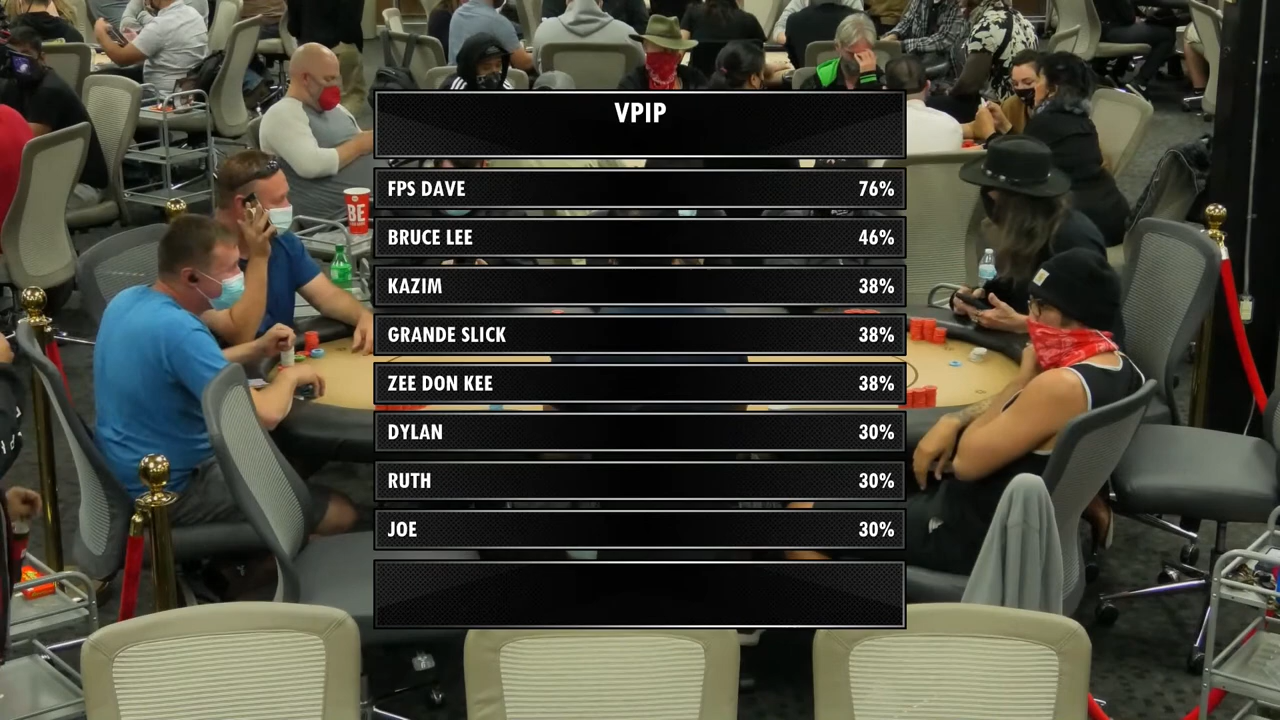 VPIP
FPS DAVE 76%
BRUCE LEE 46%
KAZIM 38%
GRANDE SLICK 38%
ZEE DON KEE 38%
DYLAN 30%
RUTH 30%
JOE 30%
BE